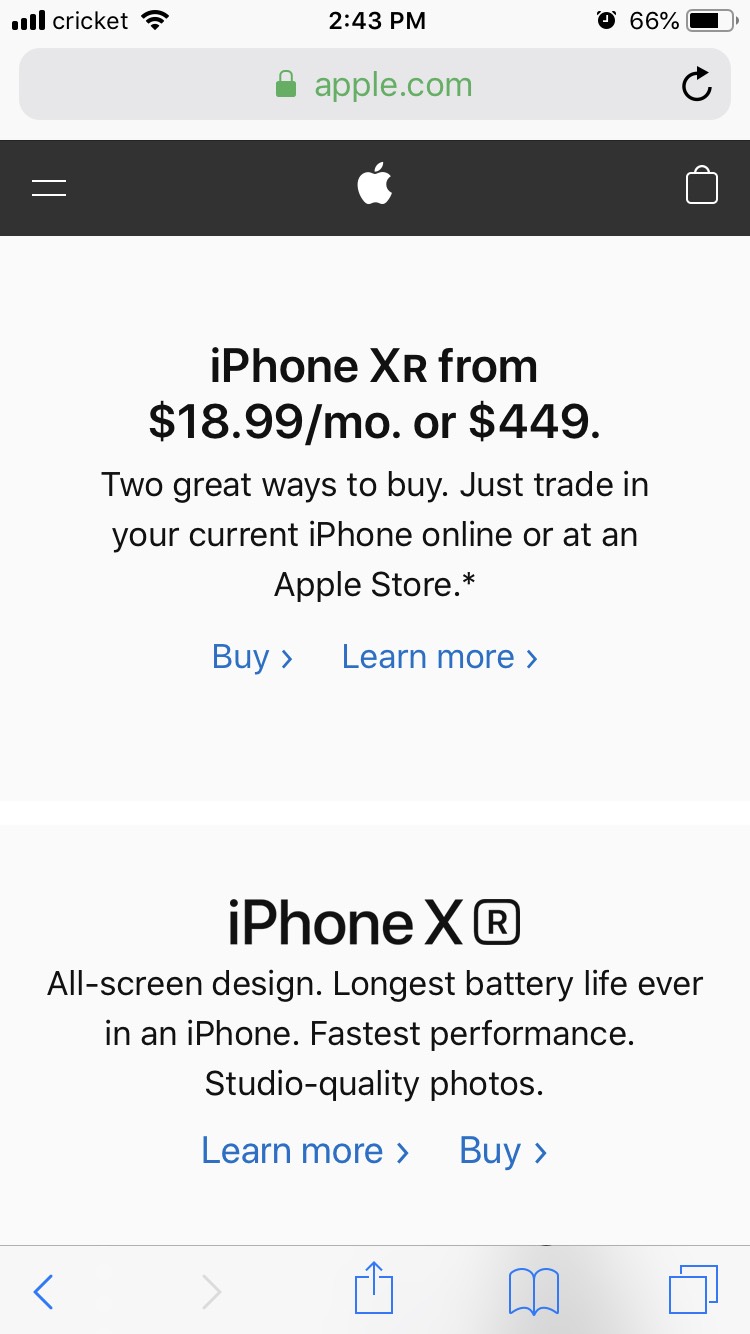 cricket 2:43 PM 66%
apple.com
iPhone XR from
$18.99/mo. or $449.
Two great ways to buy. Just trade in
your current iPhone online or at an
Apple Store.*
Buy › Learn more ›
iPhone XR
All-screen design. Longest battery life ever
in an iPhone. Fastest performance.
Studio-quality photos.
Learn more › Buy ›